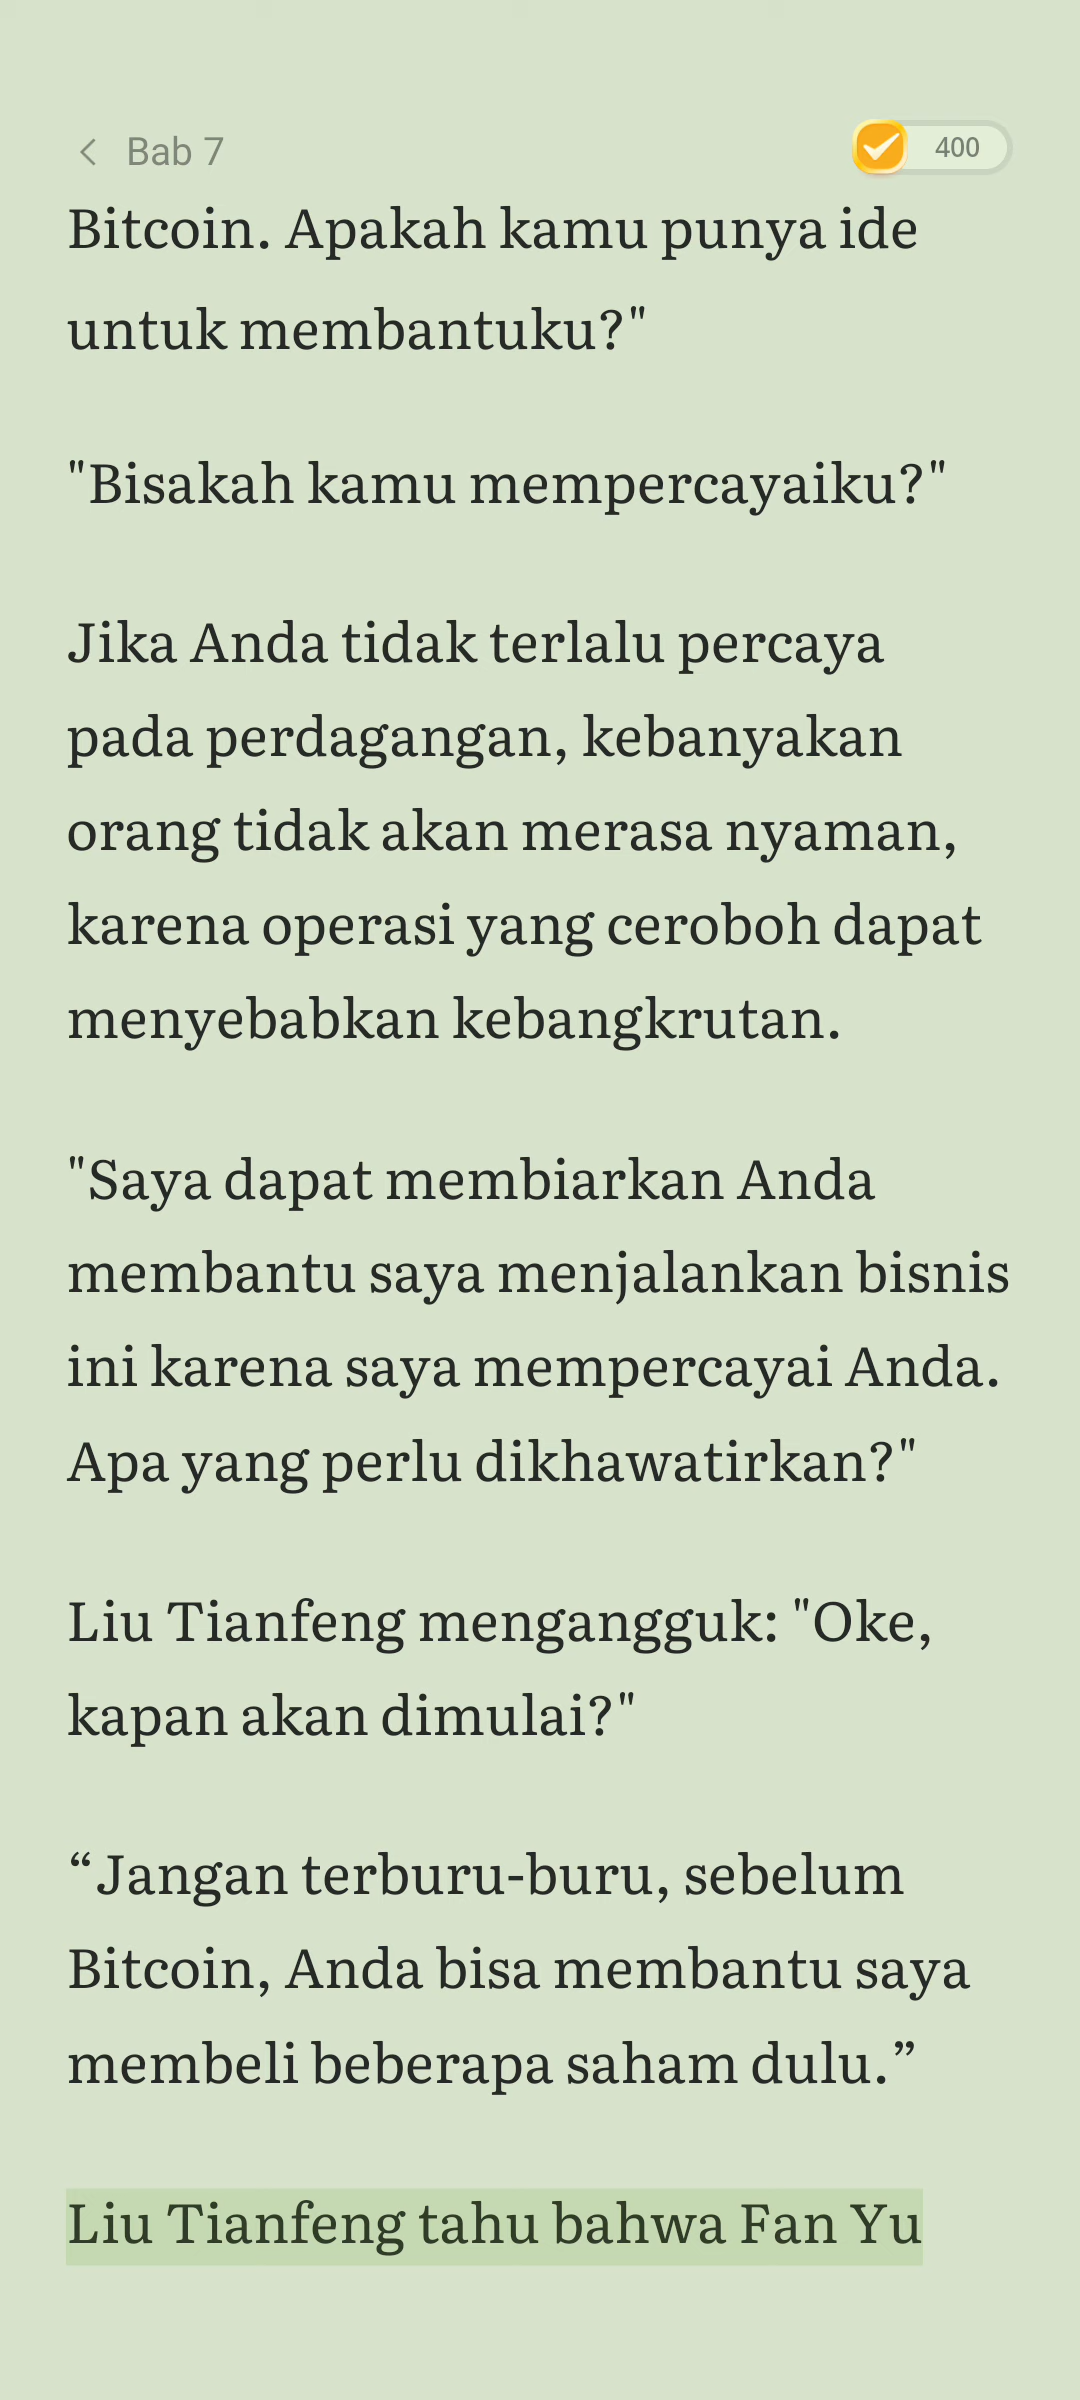 Bab 7
400
Bitcoin. Apakah kamu punya ide
untuk membantuku?"
"Bisakah kamu mempercayaiku?"
Jika Anda tidak terlalu percaya
pada perdagangan, kebanyakan
orang tidak akan merasa nyaman,
karena operasi yang ceroboh dapat
menyebabkan kebangkrutan.
"Saya dapat membiarkan Anda
membantu saya menjalankan bisnis
ini karena saya mempercayai Anda.
Apa yang perlu dikhawatirkan?"
Liu Tianfeng mengangguk: "Oke,
kapan akan dimulai?"
“Jangan terburu-buru, sebelum
Bitcoin, Anda bisa membantu saya
membeli beberapa saham dulu.”
Liu Tianfeng tahu bahwa Fan Yu